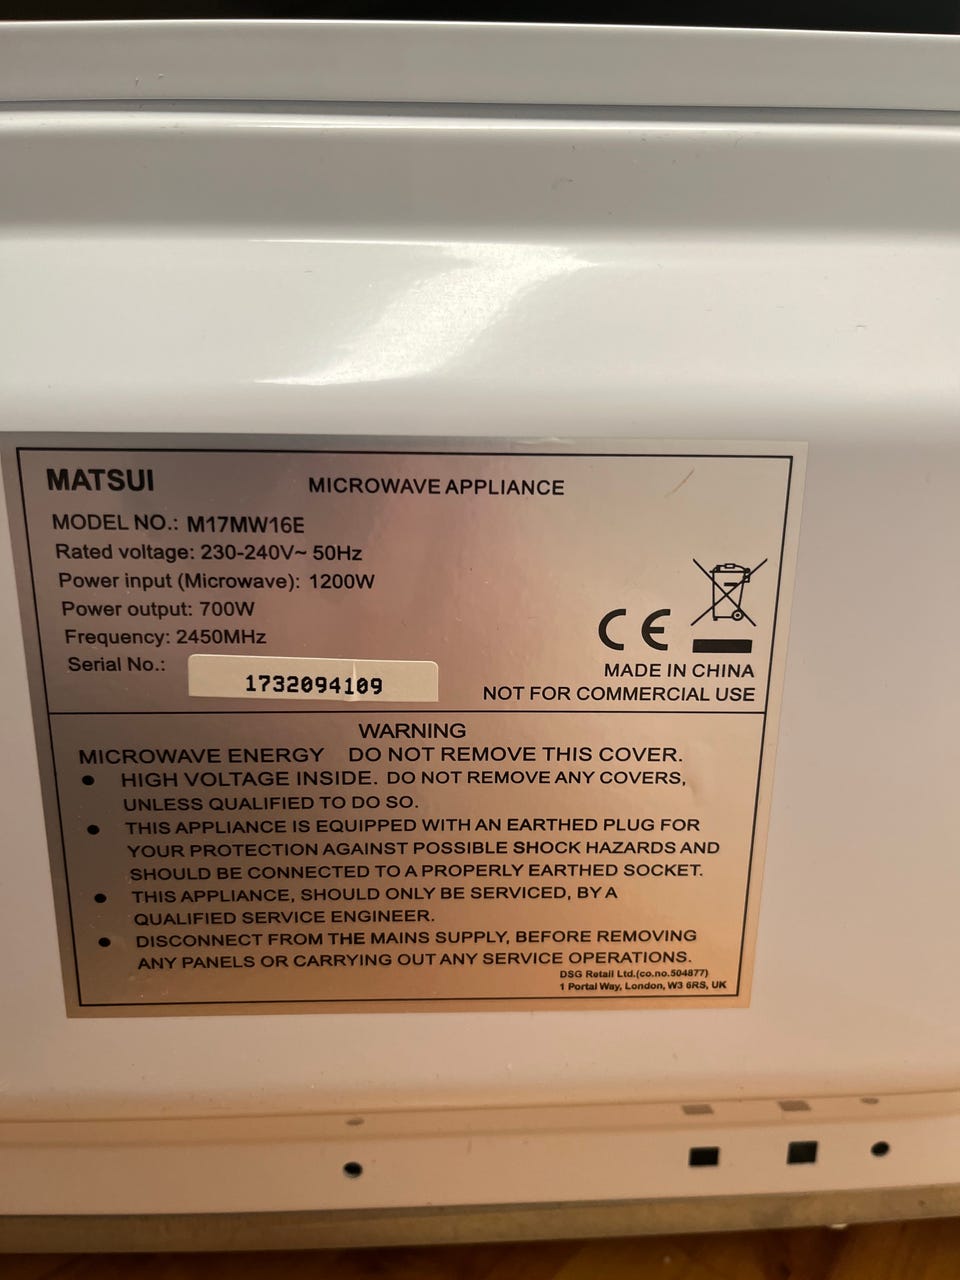 MATSUI MICROWAVE APPLIANCE
MODEL NO.: M17MW16E
Rated voltage: 230-240V~ 50Hz
Power input (Microwave): 1200W
Power output: 700W
Frequency: 2450MHz
Serial No.: 1732094109
CE
MADE IN CHINA
NOT FOR COMMERCIAL USE
WARNING
MICROWAVE ENERGY DO NOT REMOVE THIS COVER.
● HIGH VOLTAGE INSIDE. DO NOT REMOVE ANY COVERS,
UNLESS QUALIFIED TO DO SO.
● THIS APPLIANCE IS EQUIPPED WITH AN EARTHED PLUG FOR
YOUR PROTECTION AGAINST POSSIBLE SHOCK HAZARDS AND
SHOULD BE CONNECTED TO A PROPERLY EARTHED SOCKET.
● THIS APPLIANCE, SHOULD ONLY BE SERVICED, BY A
QUALIFIED SERVICE ENGINEER.
● DISCONNECT FROM THE MAINS SUPPLY, BEFORE REMOVING
ANY PANELS OR CARRYING OUT ANY SERVICE OPERATIONS.
DSG Retail Ltd.(co.no.504877)
1 Portal Way, London, W3 6RS, UK